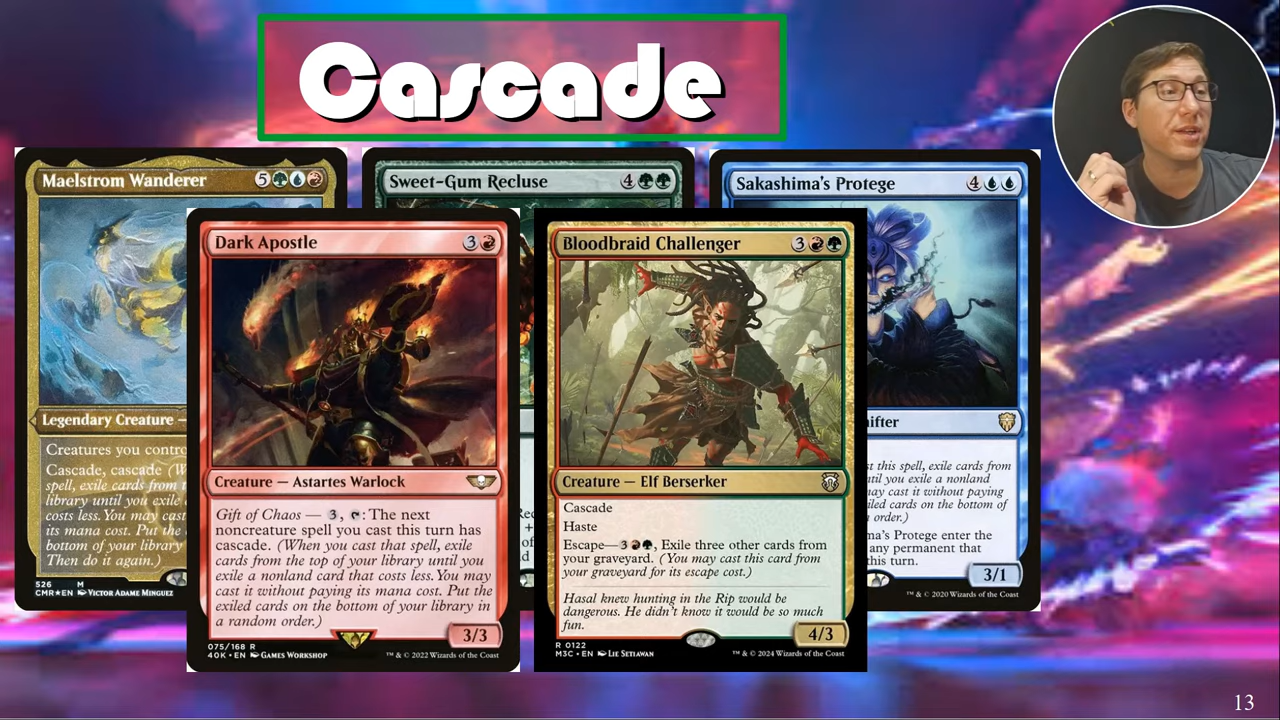 Cascade
Maelstrom Wanderer 5
Legendary Creature —
Creatures you contro
Cascade, cascade (W
spell, exile cards from t
library until you exile a
costs less. You may cast
its mana cost. Put the
bottom of your library
Then do it again.)
526 M
CMR★EN Victor Adame Minguez
Sweet-Gum Recluse 4
Sakashima's Protege 4
hifter
st this spell, exile cards from
until you exile a nonland
may cast it without paying
iled cards on the bottom of
order.)
ma's Protege enter the
any permanent that
this turn.
3/1
™ & © 2020 Wizards of the Coast
Dark Apostle 3
Creature — Astartes Warlock
Gift of Chaos — 3, : The next
noncreature spell you cast this turn has
cascade. (When you cast that spell, exile
cards from the top of your library until you
exile a nonland card that costs less. You may
cast it without paying its mana cost. Put the
exiled cards on the bottom of your library in
a random order.)
3/3
075/168 R
40K • EN Games Workshop
™ & © 2022 Wizards of the Coast
Bloodbraid Challenger 3
Creature — Elf Berserker
Cascade
Haste
Escape—3, Exile three other cards from
your graveyard. (You may cast this card from
your graveyard for its escape cost.)
Hasal knew hunting in the Rip would be
dangerous. He didn't know it would be so much
fun.
4/3
R 0122
M3C • EN Lie Setiawan
™ & © 2024 Wizards of the Coast
13